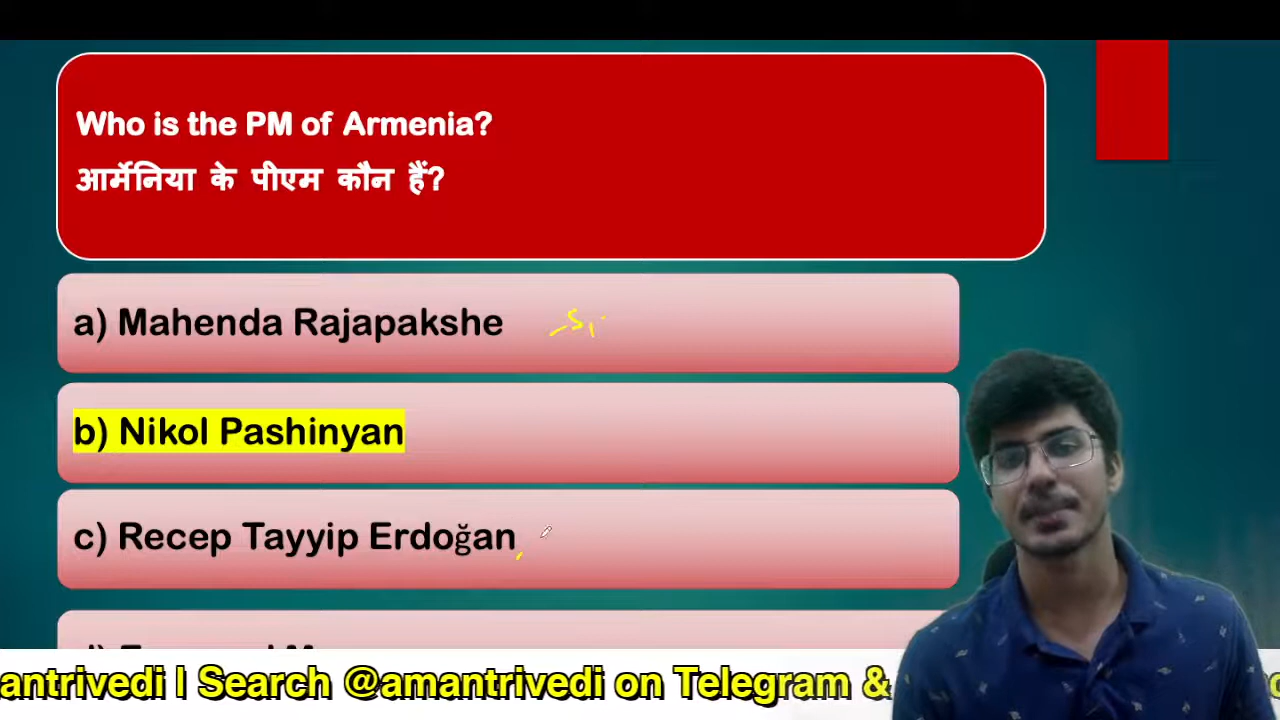 Who is the PM of Armenia?
आर्मेनिया के पीएम कौन हैं?
a) Mahenda Rajapakshe
b) Nikol Pashinyan
c) Recep Tayyip Erdoğan
antrivedi I Search @amantrivedi on Telegram &